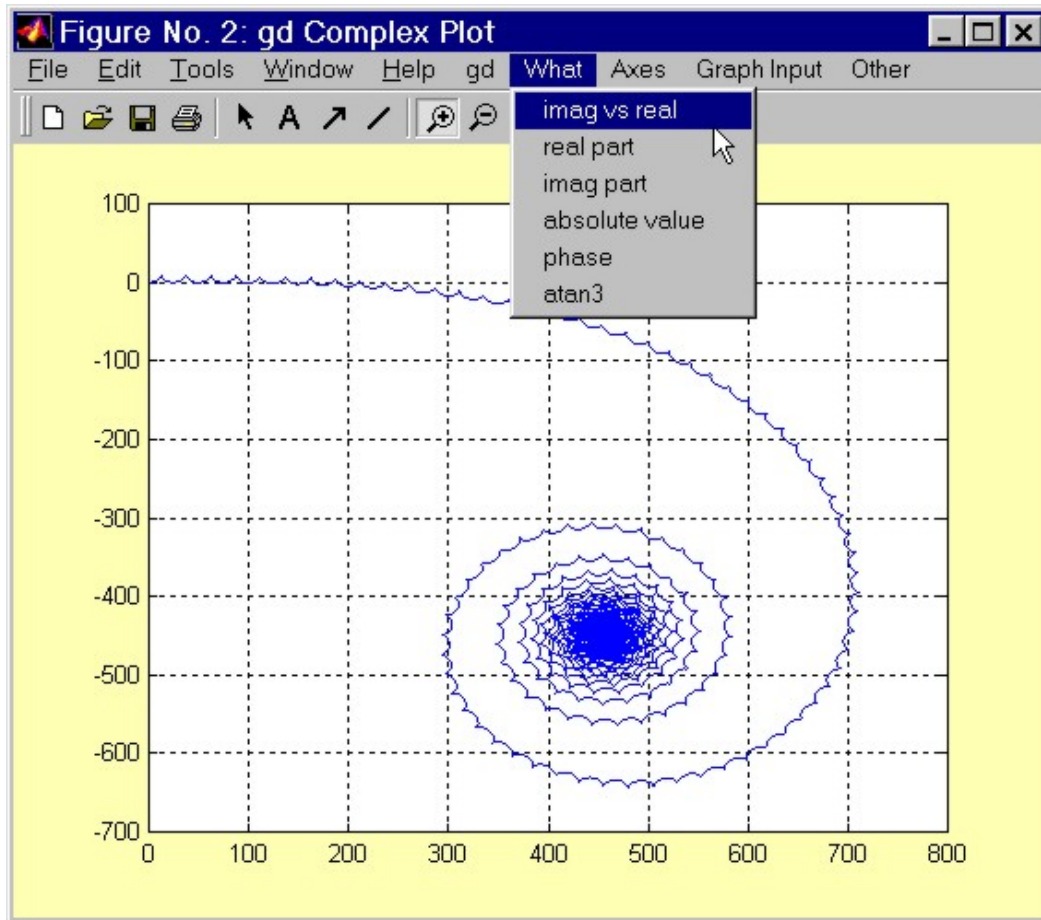 Figure No. 2: gd Complex Plot
File Edit Tools Window Help gd What Axes Graph Input Other
A
imag vs real
real part
imag part
absolute value
phase
atan3
100
0
-100
-200
-300
-400
-500
-600
-700
0 100 200 300 400 500 600 700 800